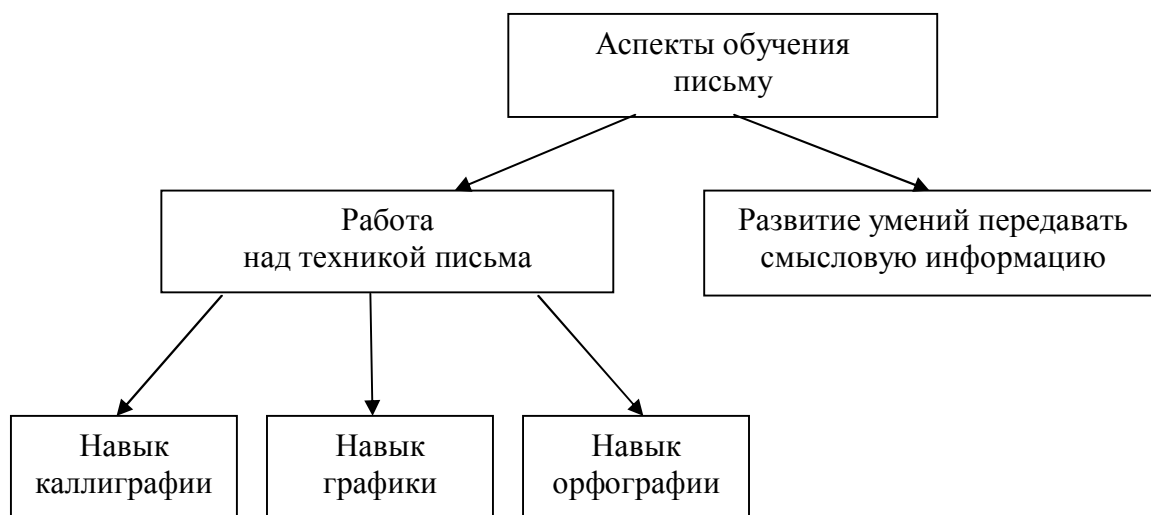 Аспекты обучения
письму
Работа
над техникой письма
Развитие умений передавать
смысловую информацию
Навык
каллиграфии
Навык
графики
Навык
орфографии